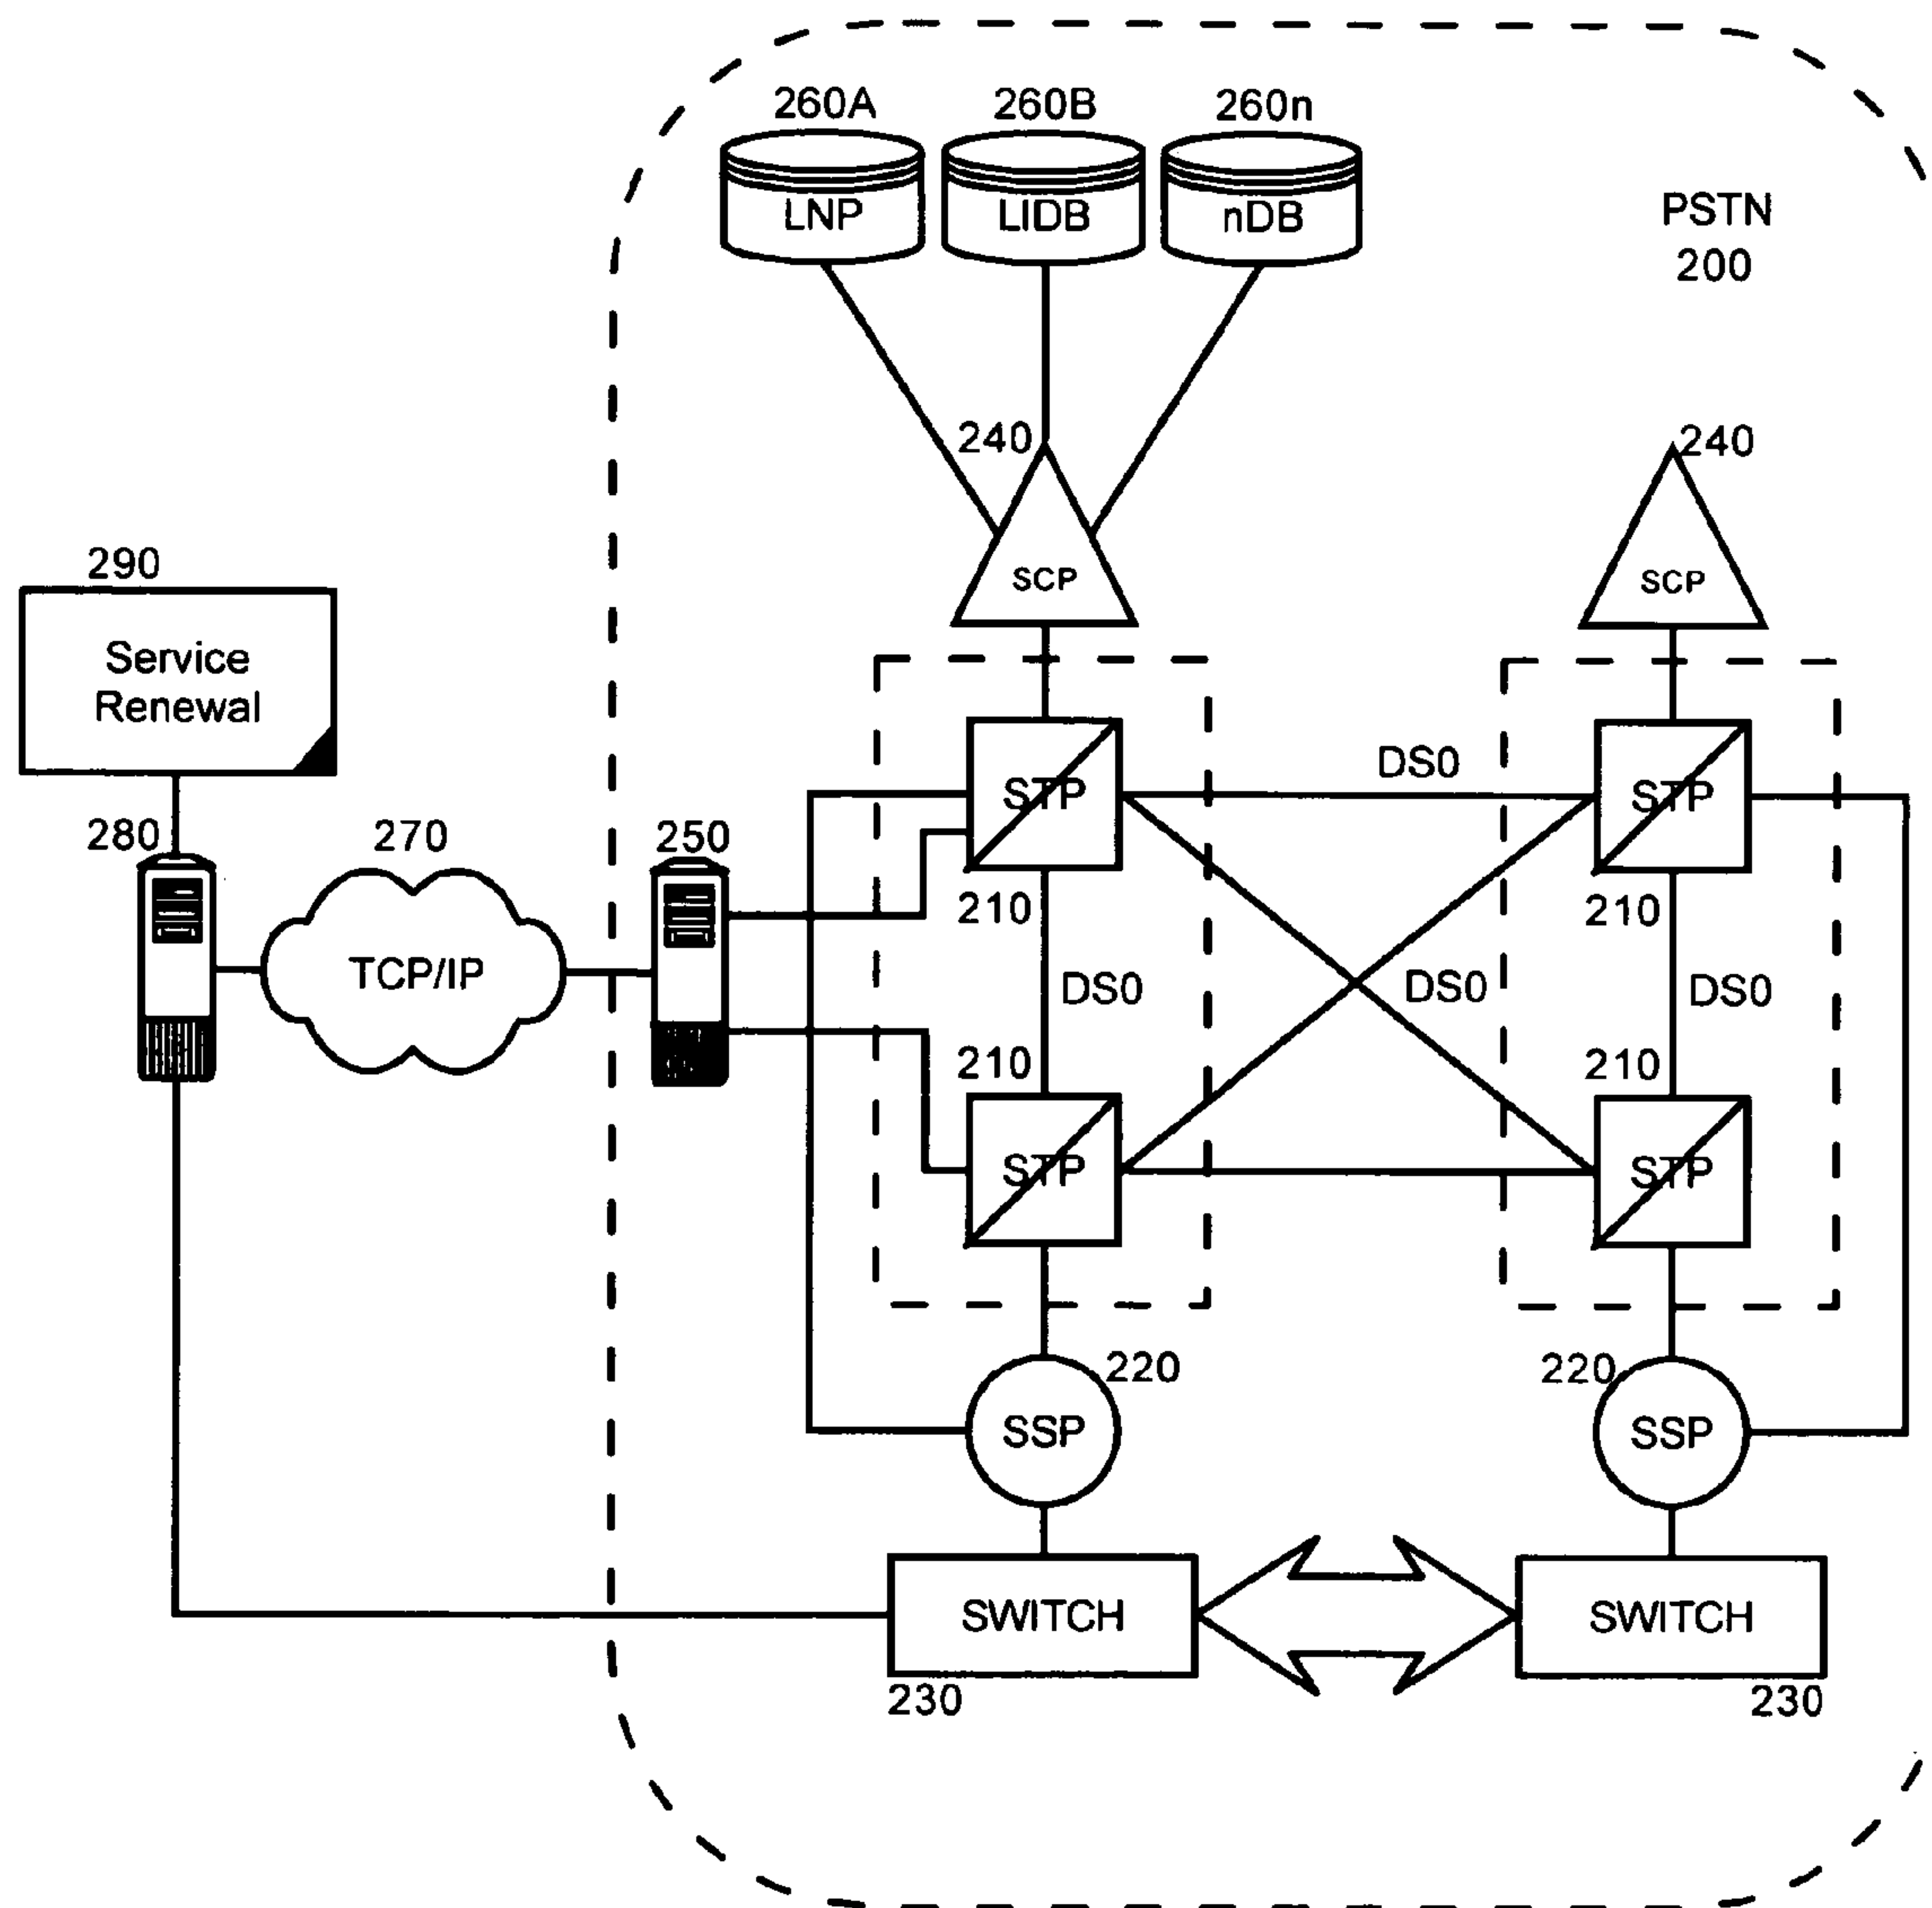 260A
260B
260n
LNP
LIDB
nDB
PSTN
200
240
240
SCP
SCP
290
Service
Renewal
DS0
STP
STP
280
270
250
210
210
TCP/IP
DS0
DS0
DS0
210
210
STP
STP
220
220
SSP
SSP
SWITCH
SWITCH
230
230